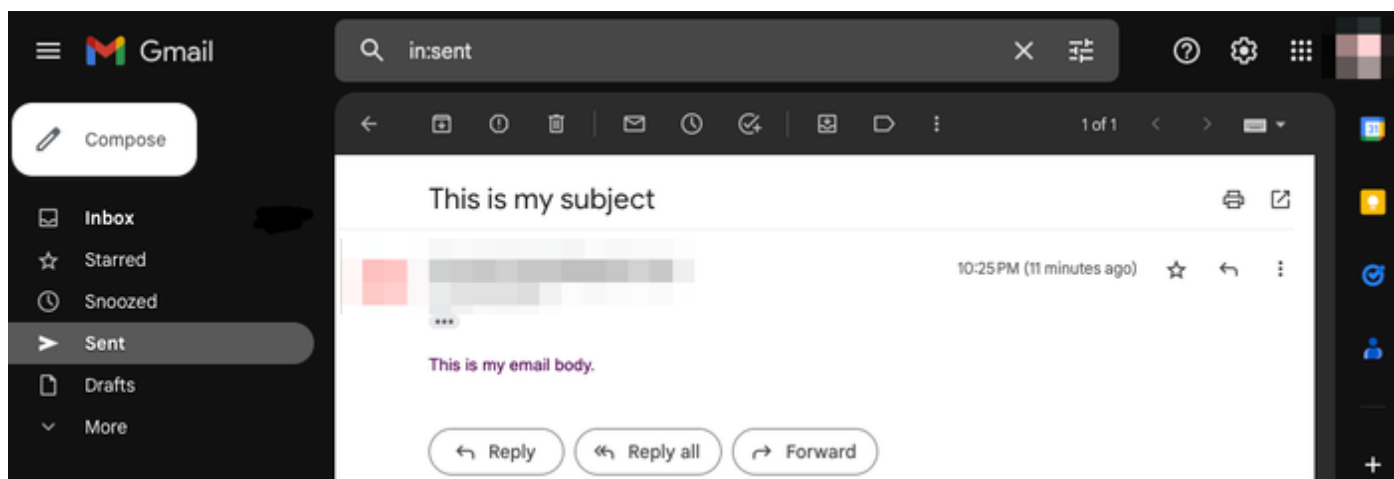 Gmail
in:sent
Compose
1 of 1
31
This is my subject
Inbox
10:25 PM (11 minutes ago)
Starred
Snoozed
Sent
This is my email body.
Drafts
More
Reply
Reply all
Forward